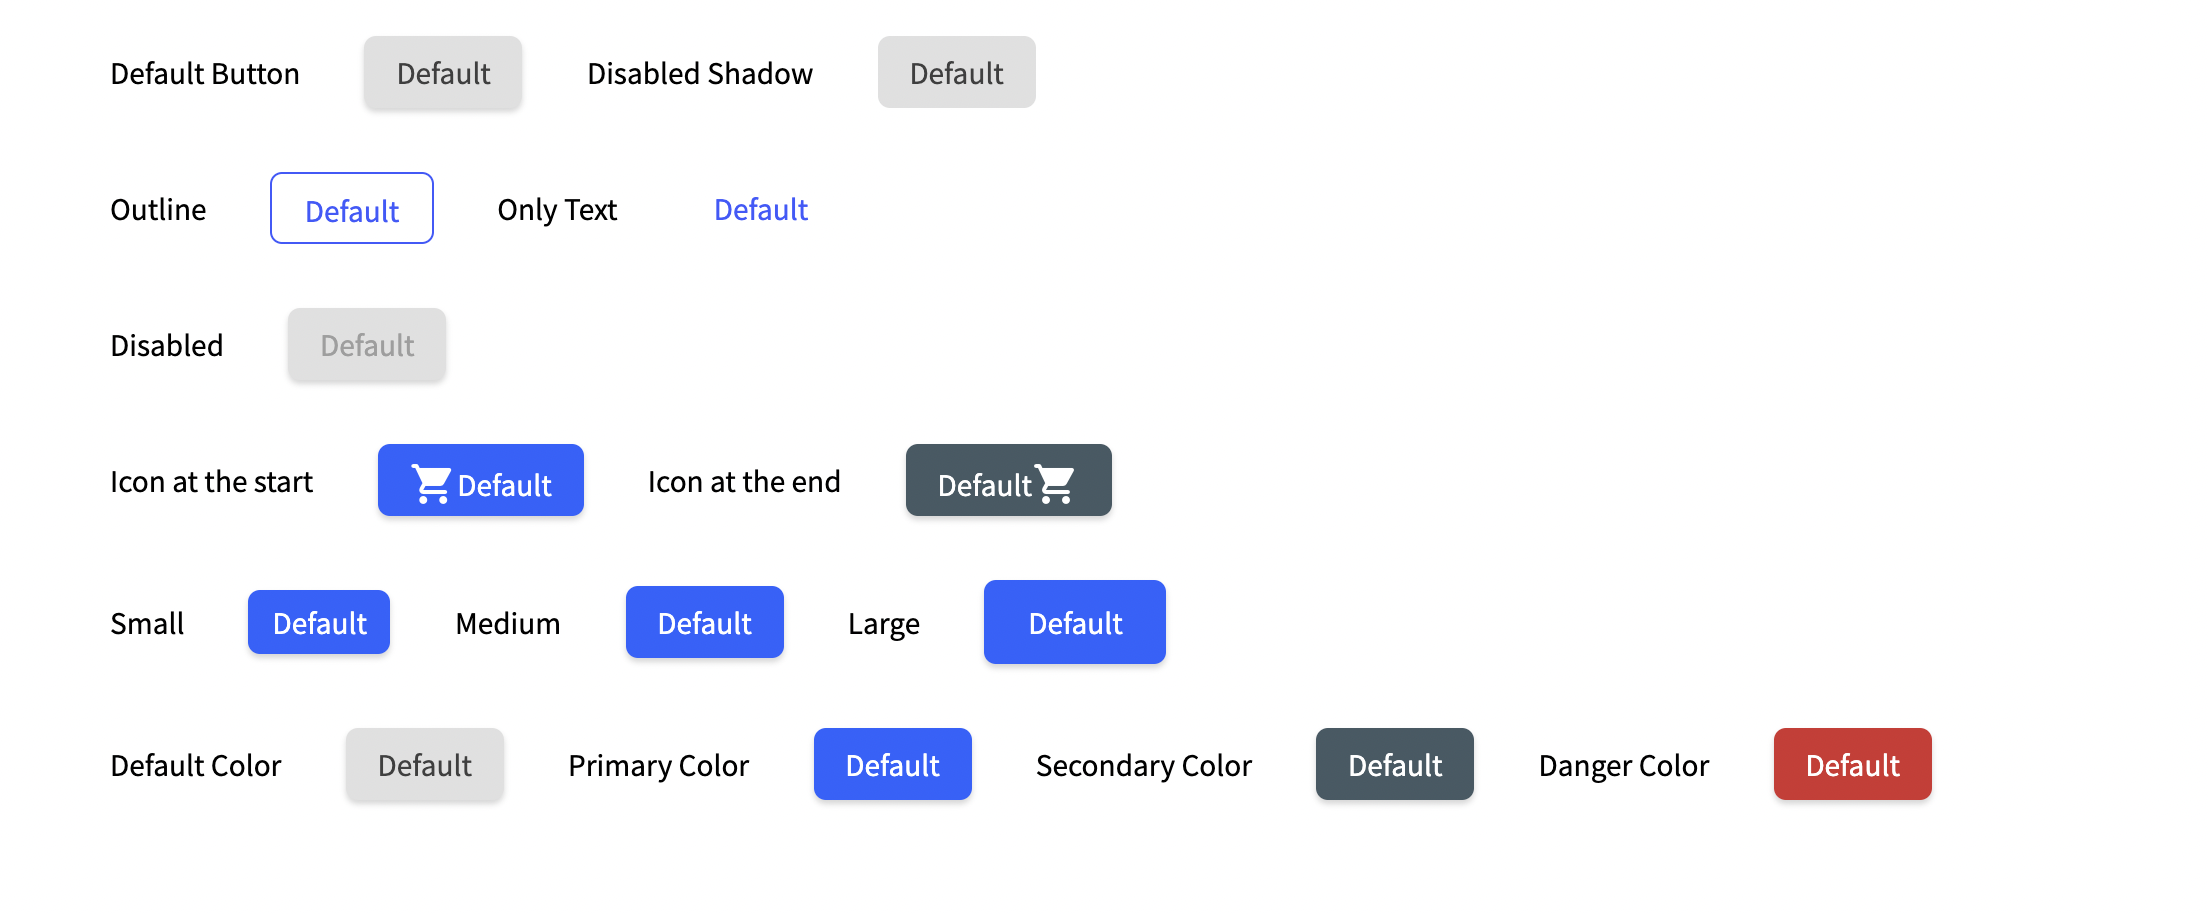 Default Button Default Disabled Shadow Default
Outline Default Only Text Default
Disabled Default
Icon at the start Default Icon at the end Default
Small Default Medium Default Large Default
Default Color Default Primary Color Default Secondary Color Default Danger Color Default